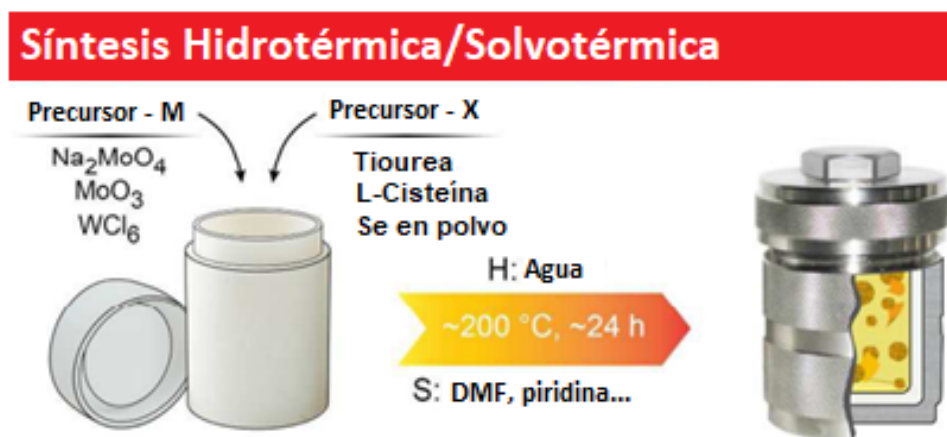 Síntesis Hidrotérmica/Solvotérmica
Precursor - M
Na₂MoO₄
MoO₃
WCl₆
Precursor - X
Tiourea
L-Cisteína
Se en polvo
H: Agua
~200 °C, ~24 h
S: DMF, piridina...